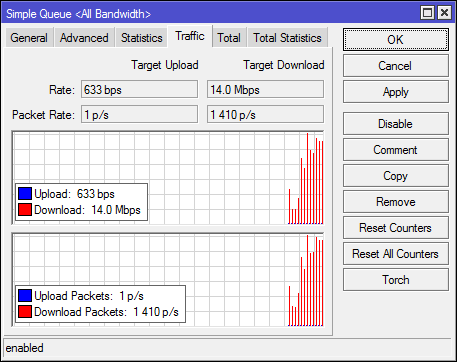 Simple Queue <All Bandwidth>
General Advanced Statistics Traffic Total Total Statistics
Target Upload Target Download
Rate: 633 bps 14.0 Mbps
Packet Rate: 1 p/s 1 410 p/s
Upload: 633 bps
Download: 14.0 Mbps
Upload Packets: 1 p/s
Download Packets: 1 410 p/s
OK
Cancel
Apply
Disable
Comment
Copy
Remove
Reset Counters
Reset All Counters
Torch
enabled